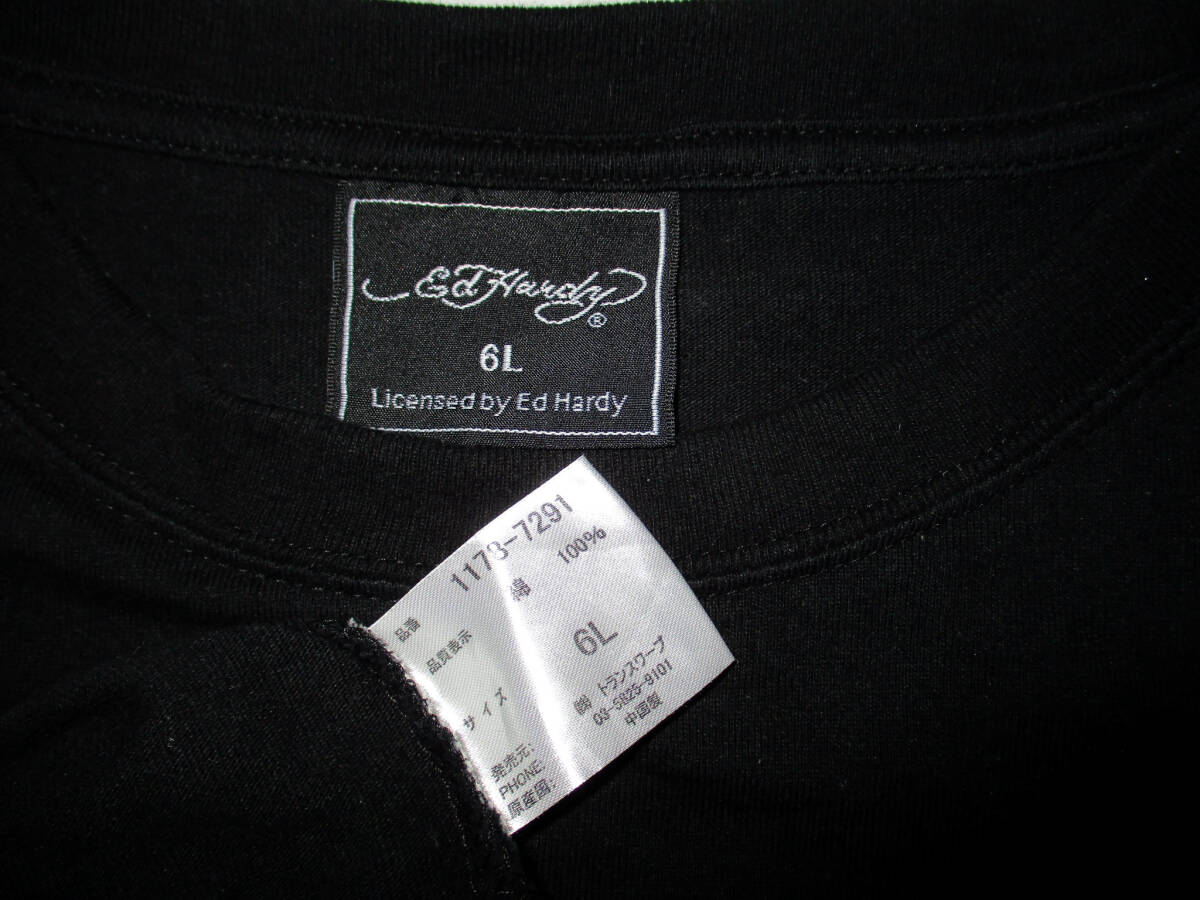 Ed Hardy
®
6L
Licensed by Ed Hardy
品番 1178-7291
品質表示 綿 100%
サイズ 6L
発売元: ㈱ トランスワープ
PHONE: 03-5825-9101
原産国: 中国製